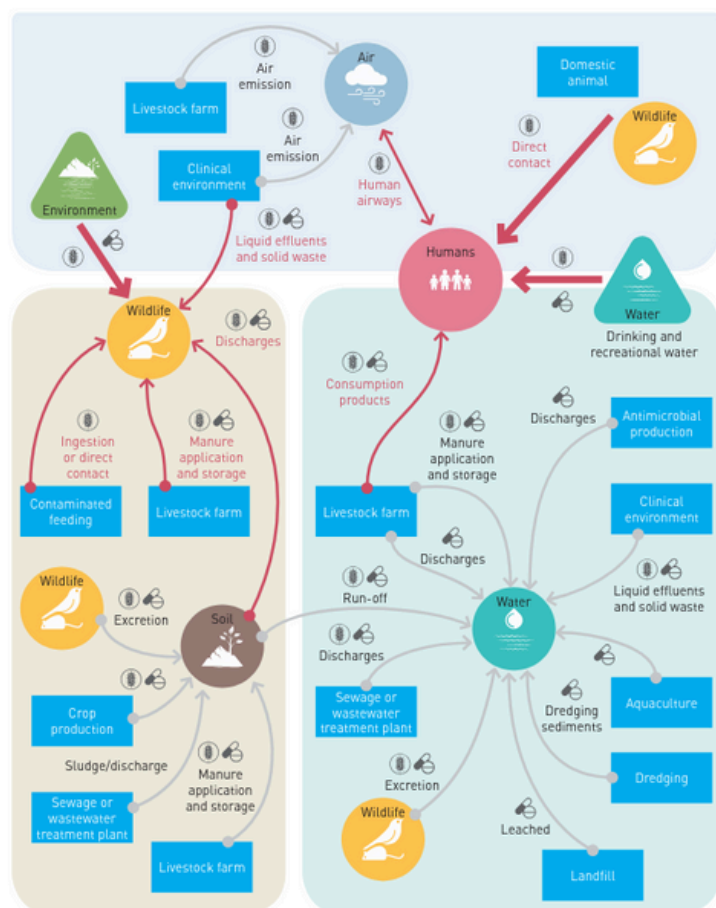 Air
Air
emission
Livestock farm
Domestic
animal
Wildlife
Air
emission
Clinical
environment
Direct
contact
Human
airways
Environment
Liquid effluents
and solid waste
Humans
Wildlife
Discharges
Water
Drinking and
recreational water
Consumption
products
Ingestion
or direct
contact
Manure
application
and storage
Manure
application
and storage
Discharges
Antimicrobial
production
Contaminated
feeding
Livestock farm
Livestock farm
Clinical
environment
Discharges
Wildlife
Excretion
Soil
Run-off
Water
Liquid effluents
and solid waste
Discharges
Crop
production
Sewage or
wastewater
treatment plant
Dredging
sediments
Aquaculture
Sludge/discharge
Manure
application
and storage
Sewage or
wastewater
treatment plant
Excretion
Dredging
Wildlife
Leached
Livestock farm
Landfill